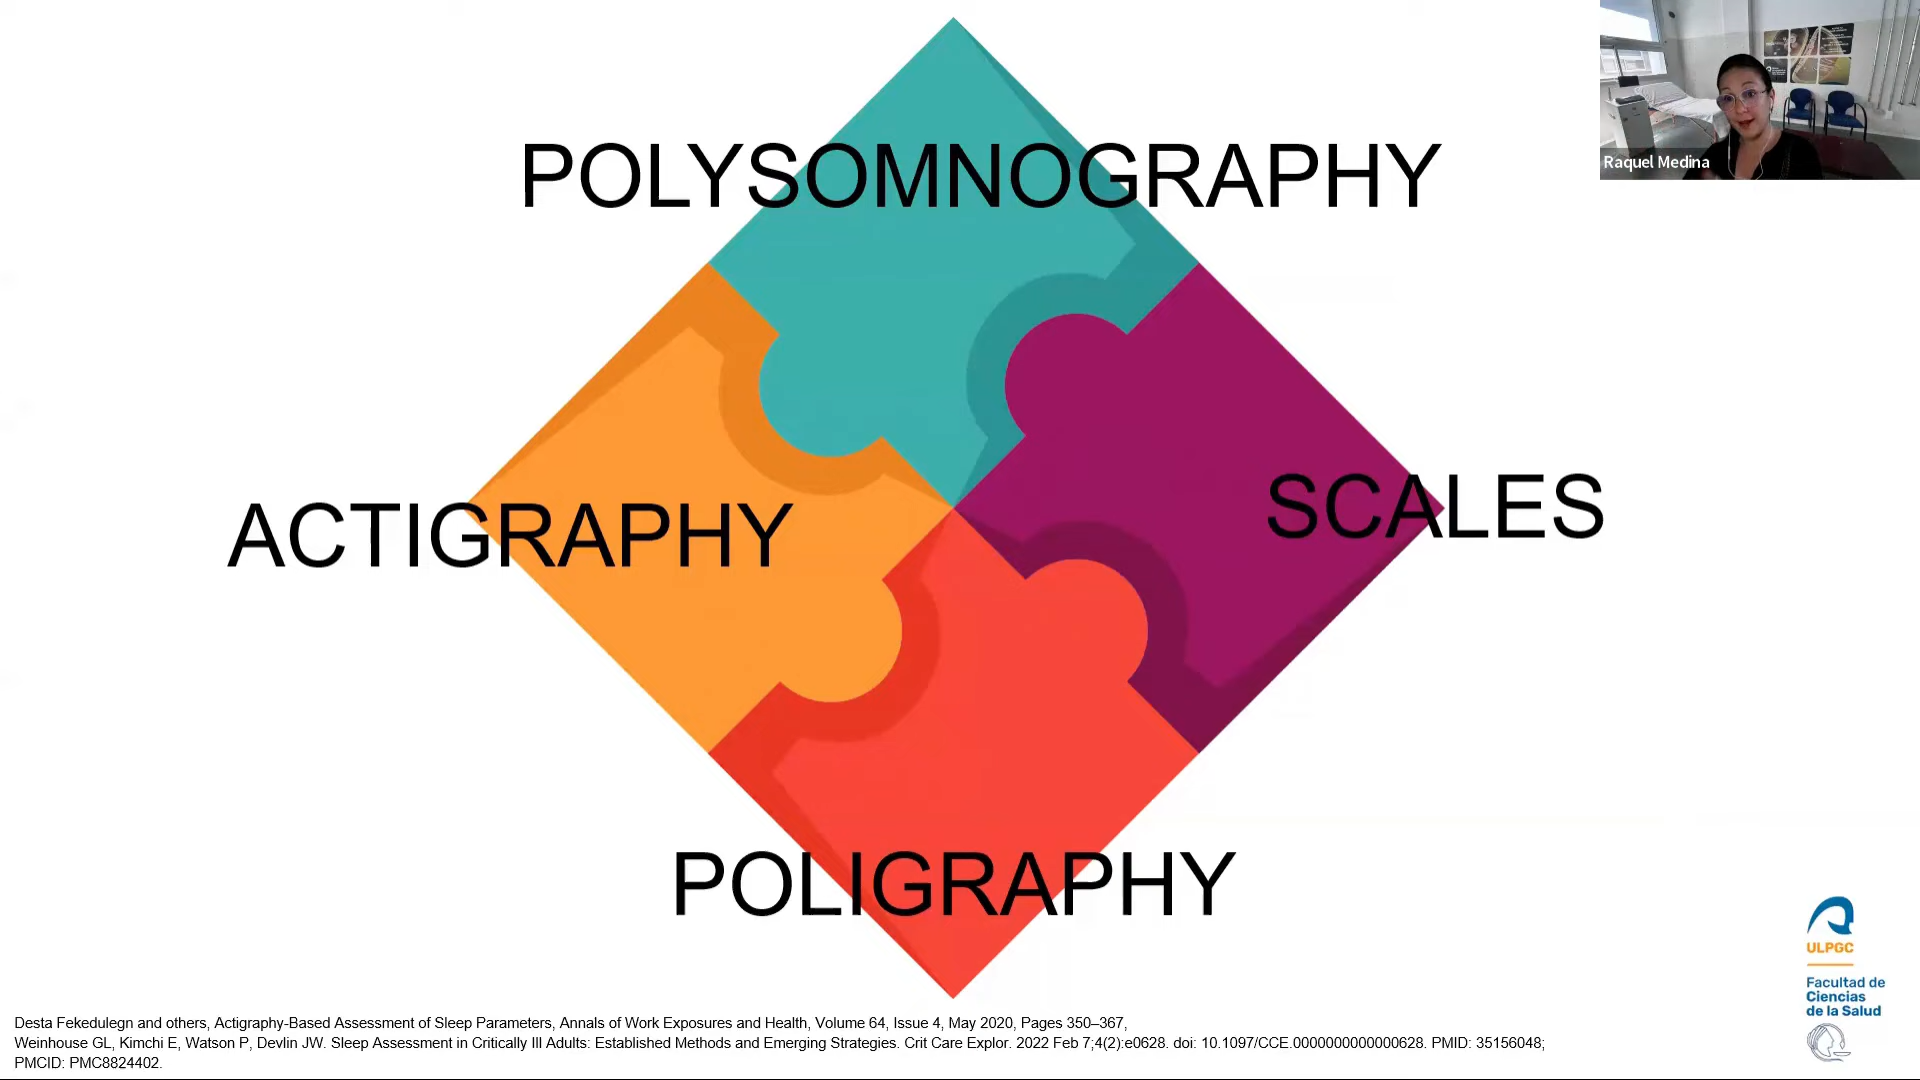 POLYSOMNOGRAPHY
Raquel Medina
SCALES
ACTIGRAPHY
POLIGRAPHY
ULPGC
Facultad de
Ciencias
de la Salud
Desta Fekedulegn and others, Actigraphy-Based Assessment of Sleep Parameters, Annals of Work Exposures and Health, Volume 64, Issue 4, May 2020, Pages 350–367,
Weinhouse GL, Kimchi E, Watson P, Devlin JW. Sleep Assessment in Critically Ill Adults: Established Methods and Emerging Strategies. Crit Care Explor. 2022 Feb 7;4(2):e0628. doi: 10.1097/CCE.0000000000000628. PMID: 35156048;
PMCID: PMC8824402.